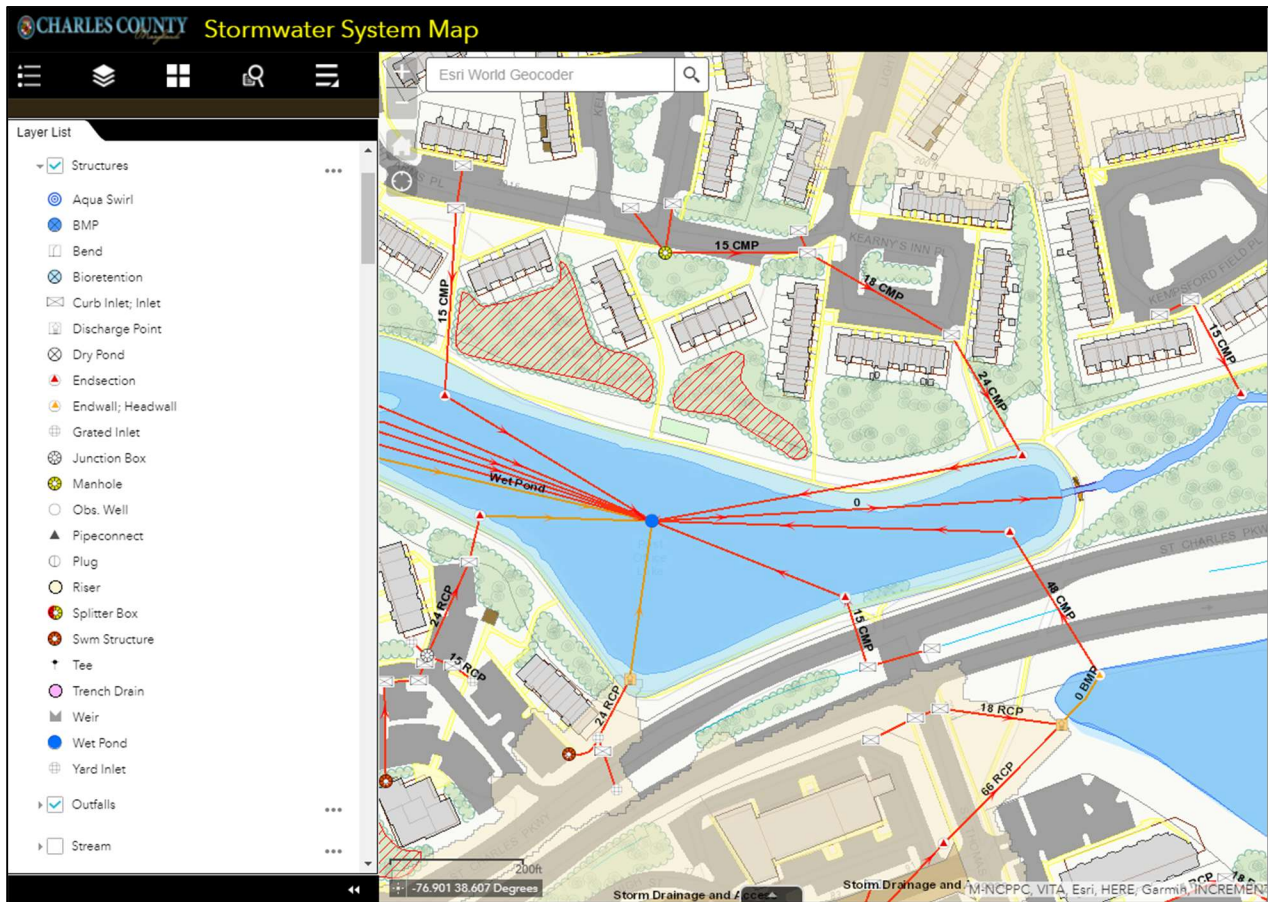 CHARLES COUNTY
Maryland
Stormwater System Map
Layer List
Structures
Aqua Swirl
BMP
Bend
Bioretention
Curb Inlet; Inlet
Discharge Point
Dry Pond
Endsection
Endwall; Headwall
Grated Inlet
Junction Box
Manhole
Obs. Well
Pipeconnect
Plug
Riser
Splitter Box
Swm Structure
Tee
Trench Drain
Weir
Wet Pond
Yard Inlet
Outfalls
Stream
Esri World Geocoder
15 CMP
KEARNY'S INN PL
18 CMP
KEMPSFORD FIELD PL
15 CMP
15 CMP
24 CMP
Wet Pond
0
ST CHARLES PKWY
48 CMP
15 CMP
24 RCP
15 RCP
24 RCP
0 BMP
18 RCP
66 RCP
200ft
-76.901 38.607 Degrees
Storm Drainage and Access
Storm Drainage and
M-NCPPC, VITA, Esri, HERE, Garmin, INCREMENT
RCP
18 R